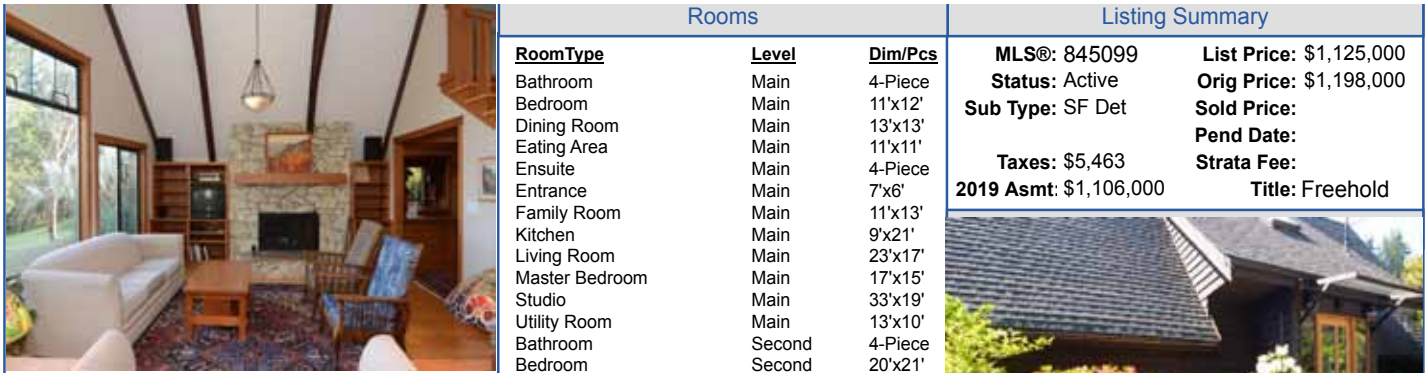 Rooms
RoomType Level Dim/Pcs
Bathroom Main 4-Piece
Bedroom Main 11'x12'
Dining Room Main 13'x13'
Eating Area Main 11'x11'
Ensuite Main 4-Piece
Entrance Main 7'x6'
Family Room Main 11'x13'
Kitchen Main 9'x21'
Living Room Main 23'x17'
Master Bedroom Main 17'x15'
Studio Main 33'x19'
Utility Room Main 13'x10'
Bathroom Second 4-Piece
Bedroom Second 20'x21'
Listing Summary
MLS®: 845099 List Price: $1,125,000
Status: Active Orig Price: $1,198,000
Sub Type: SF Det Sold Price:
Pend Date:
Taxes: $5,463 Strata Fee:
2019 Asmt: $1,106,000 Title: Freehold